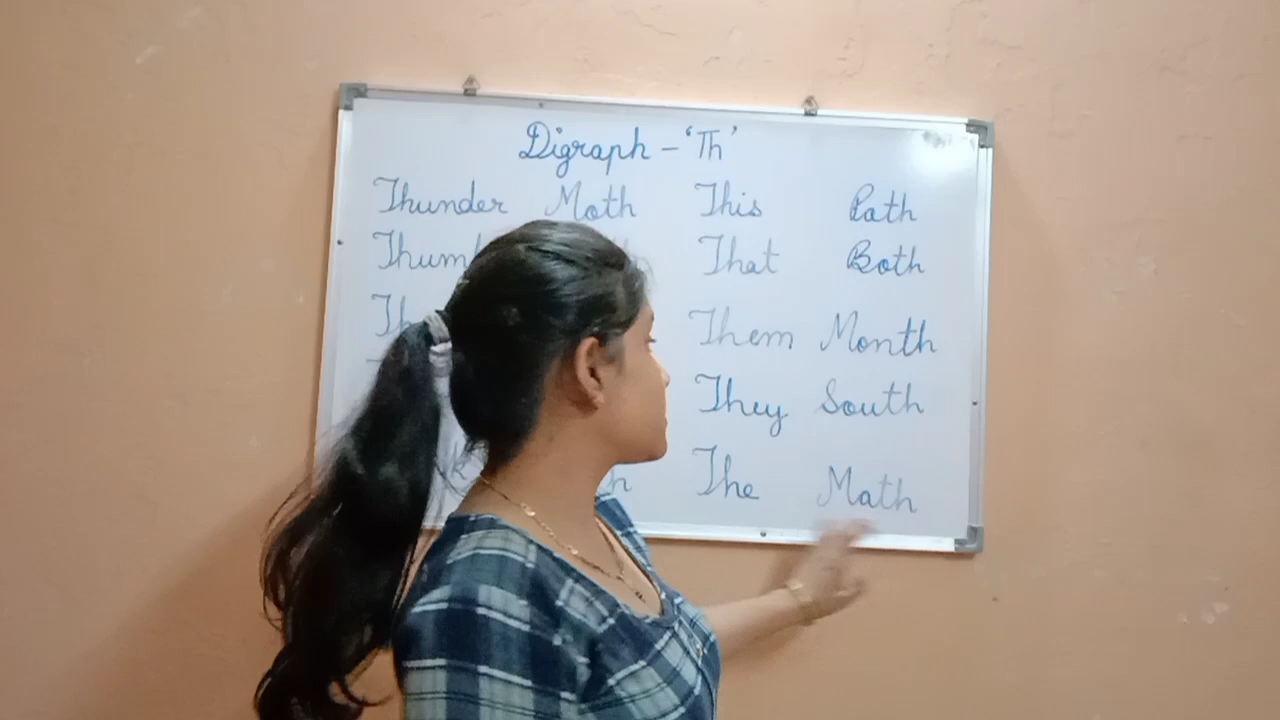 Digraph – 'Th'
Thunder Moth This Path
That Both
Them Month
They South
The Math